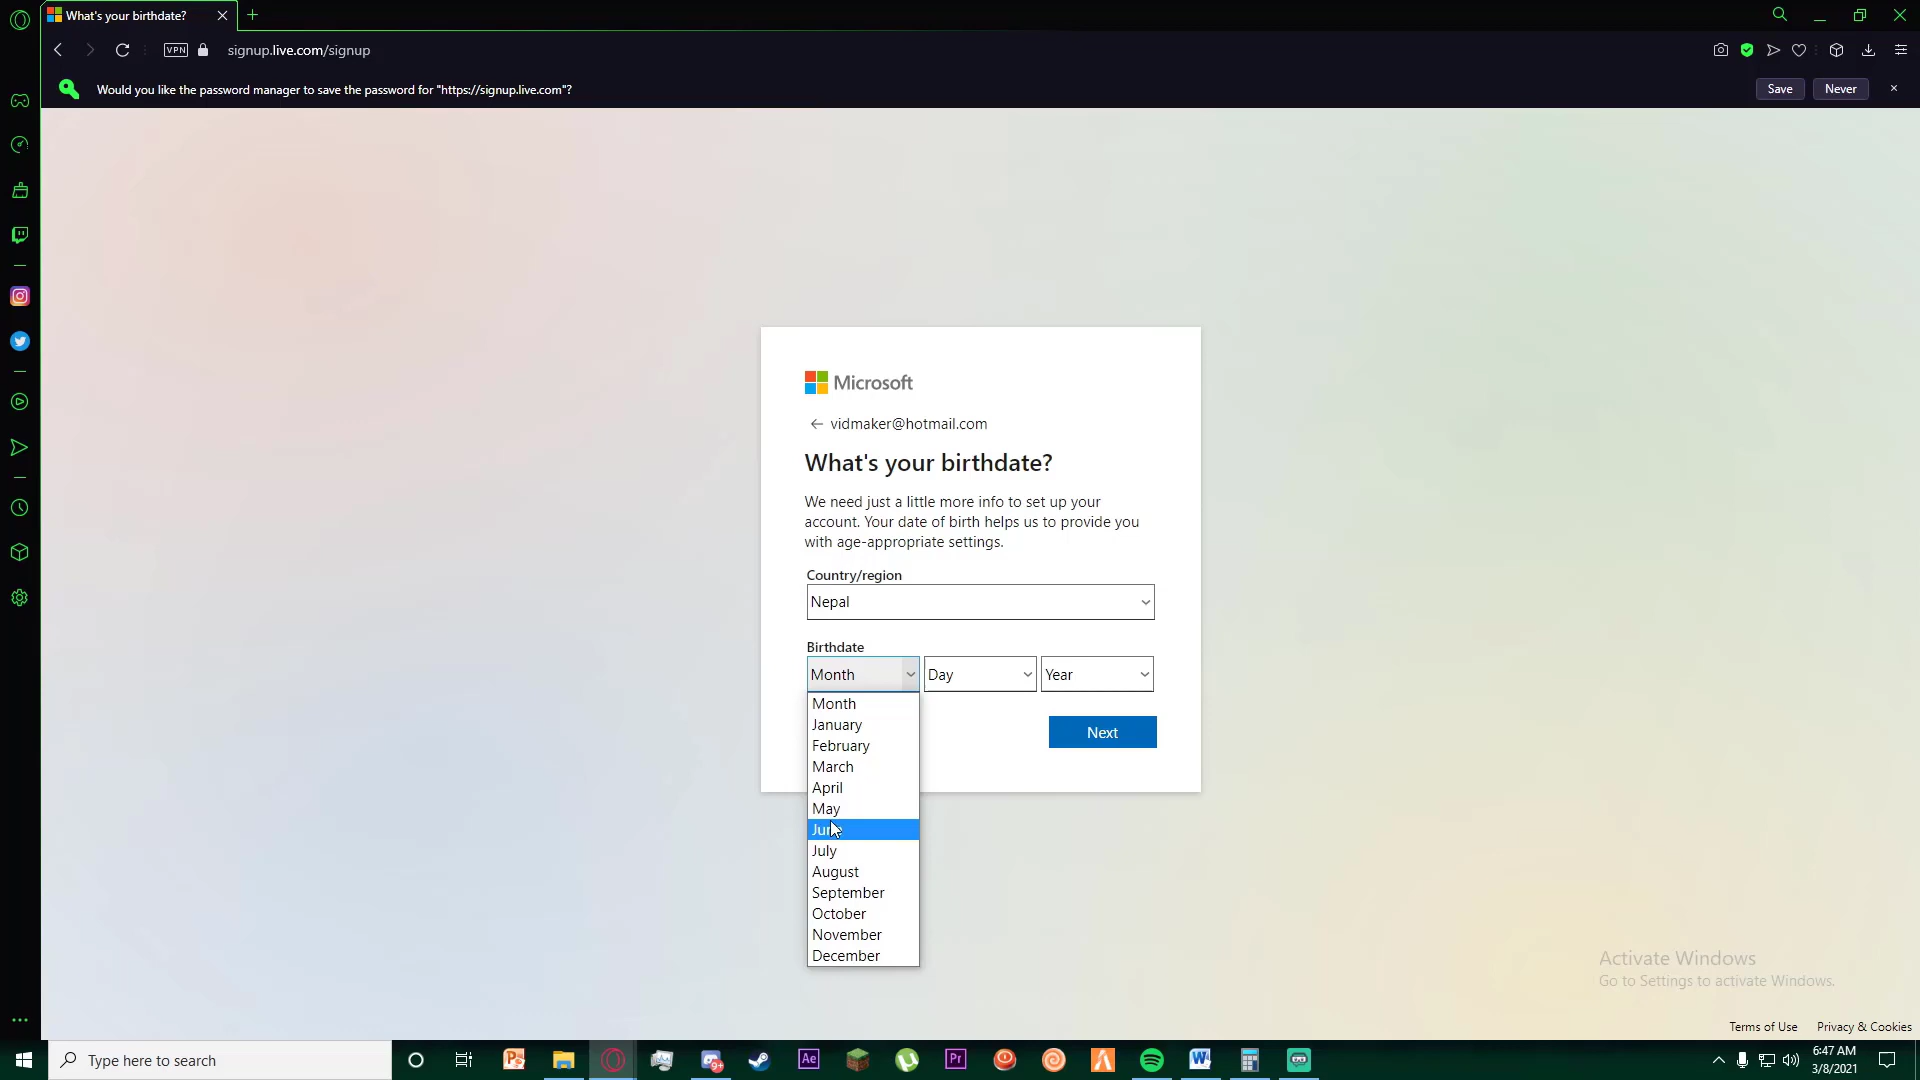 What's your birthdate?
VPN
signup.live.com/signup
Would you like the password manager to save the password for "https://signup.live.com"?
Save
Never
Microsoft
vidmaker@hotmail.com
What's your birthdate?
We need just a little more info to set up your
account. Your date of birth helps us to provide you
with age-appropriate settings.
Country/region
Nepal
Birthdate
Month
Day
Year
Month
January
February
March
April
May
June
July
August
September
October
November
December
Next
Activate Windows
Go to Settings to activate Windows.
Terms of Use
Privacy & Cookies
Type here to search
9+
Ae
Pr
6:47 AM
3/8/2021